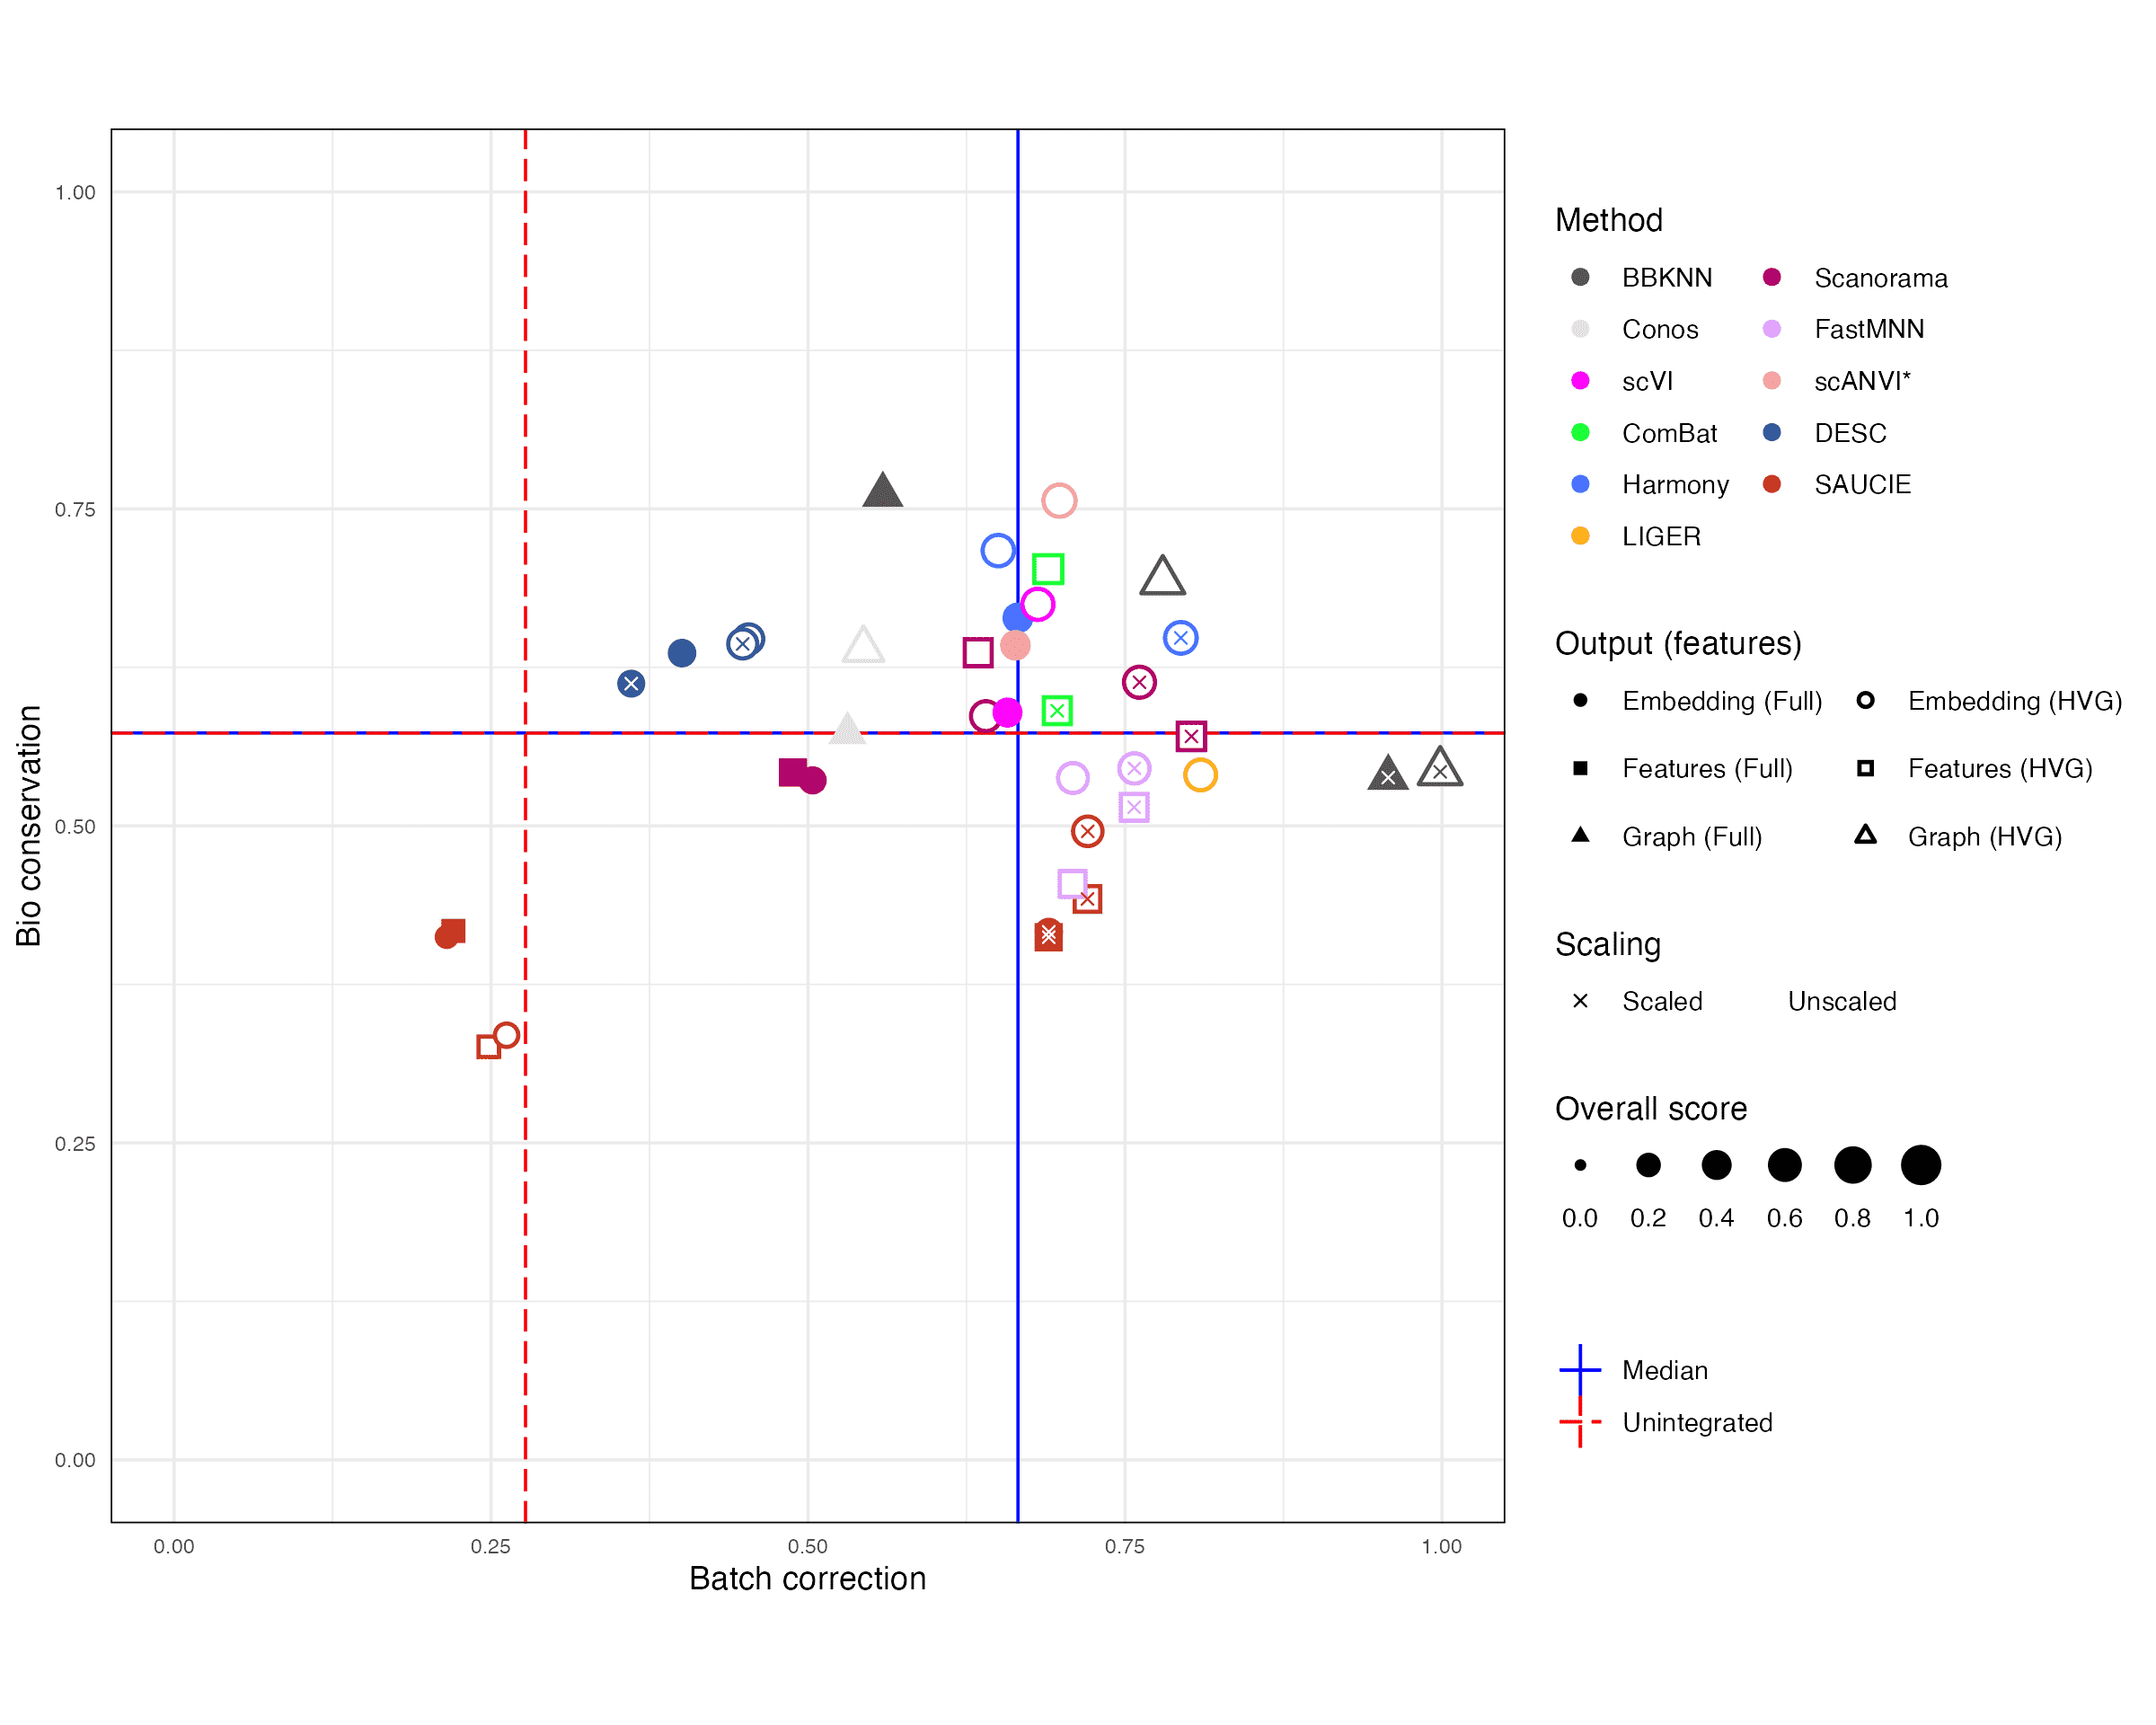 1.00
0.75
0.50
0.25
0.00
Bio conservation
0.00 0.25 0.50 0.75 1.00
Batch correction
Method
BBKNN Scanorama
Conos FastMNN
scVI scANVI*
ComBat DESC
Harmony SAUCIE
LIGER
Output (features)
Embedding (Full) Embedding (HVG)
Features (Full) Features (HVG)
Graph (Full) Graph (HVG)
Scaling
Scaled Unscaled
Overall score
0.0 0.2 0.4 0.6 0.8 1.0
Median
Unintegrated